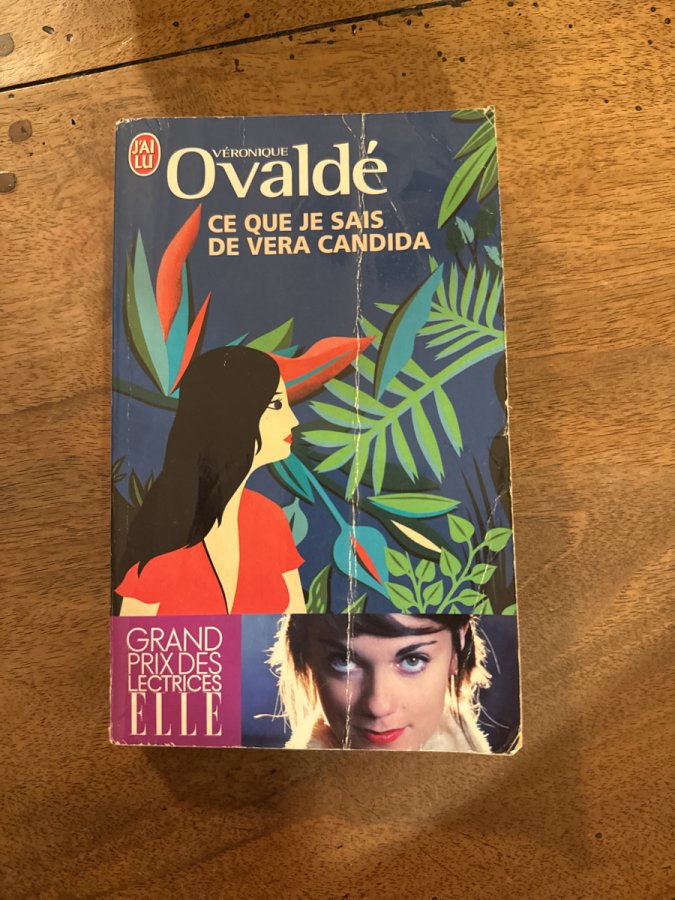 J'AI
LU
VÉRONIQUE
Ovaldé
CE QUE JE SAIS
DE VERA CANDIDA
GRAND
PRIX DES
LECTRICES
ELLE